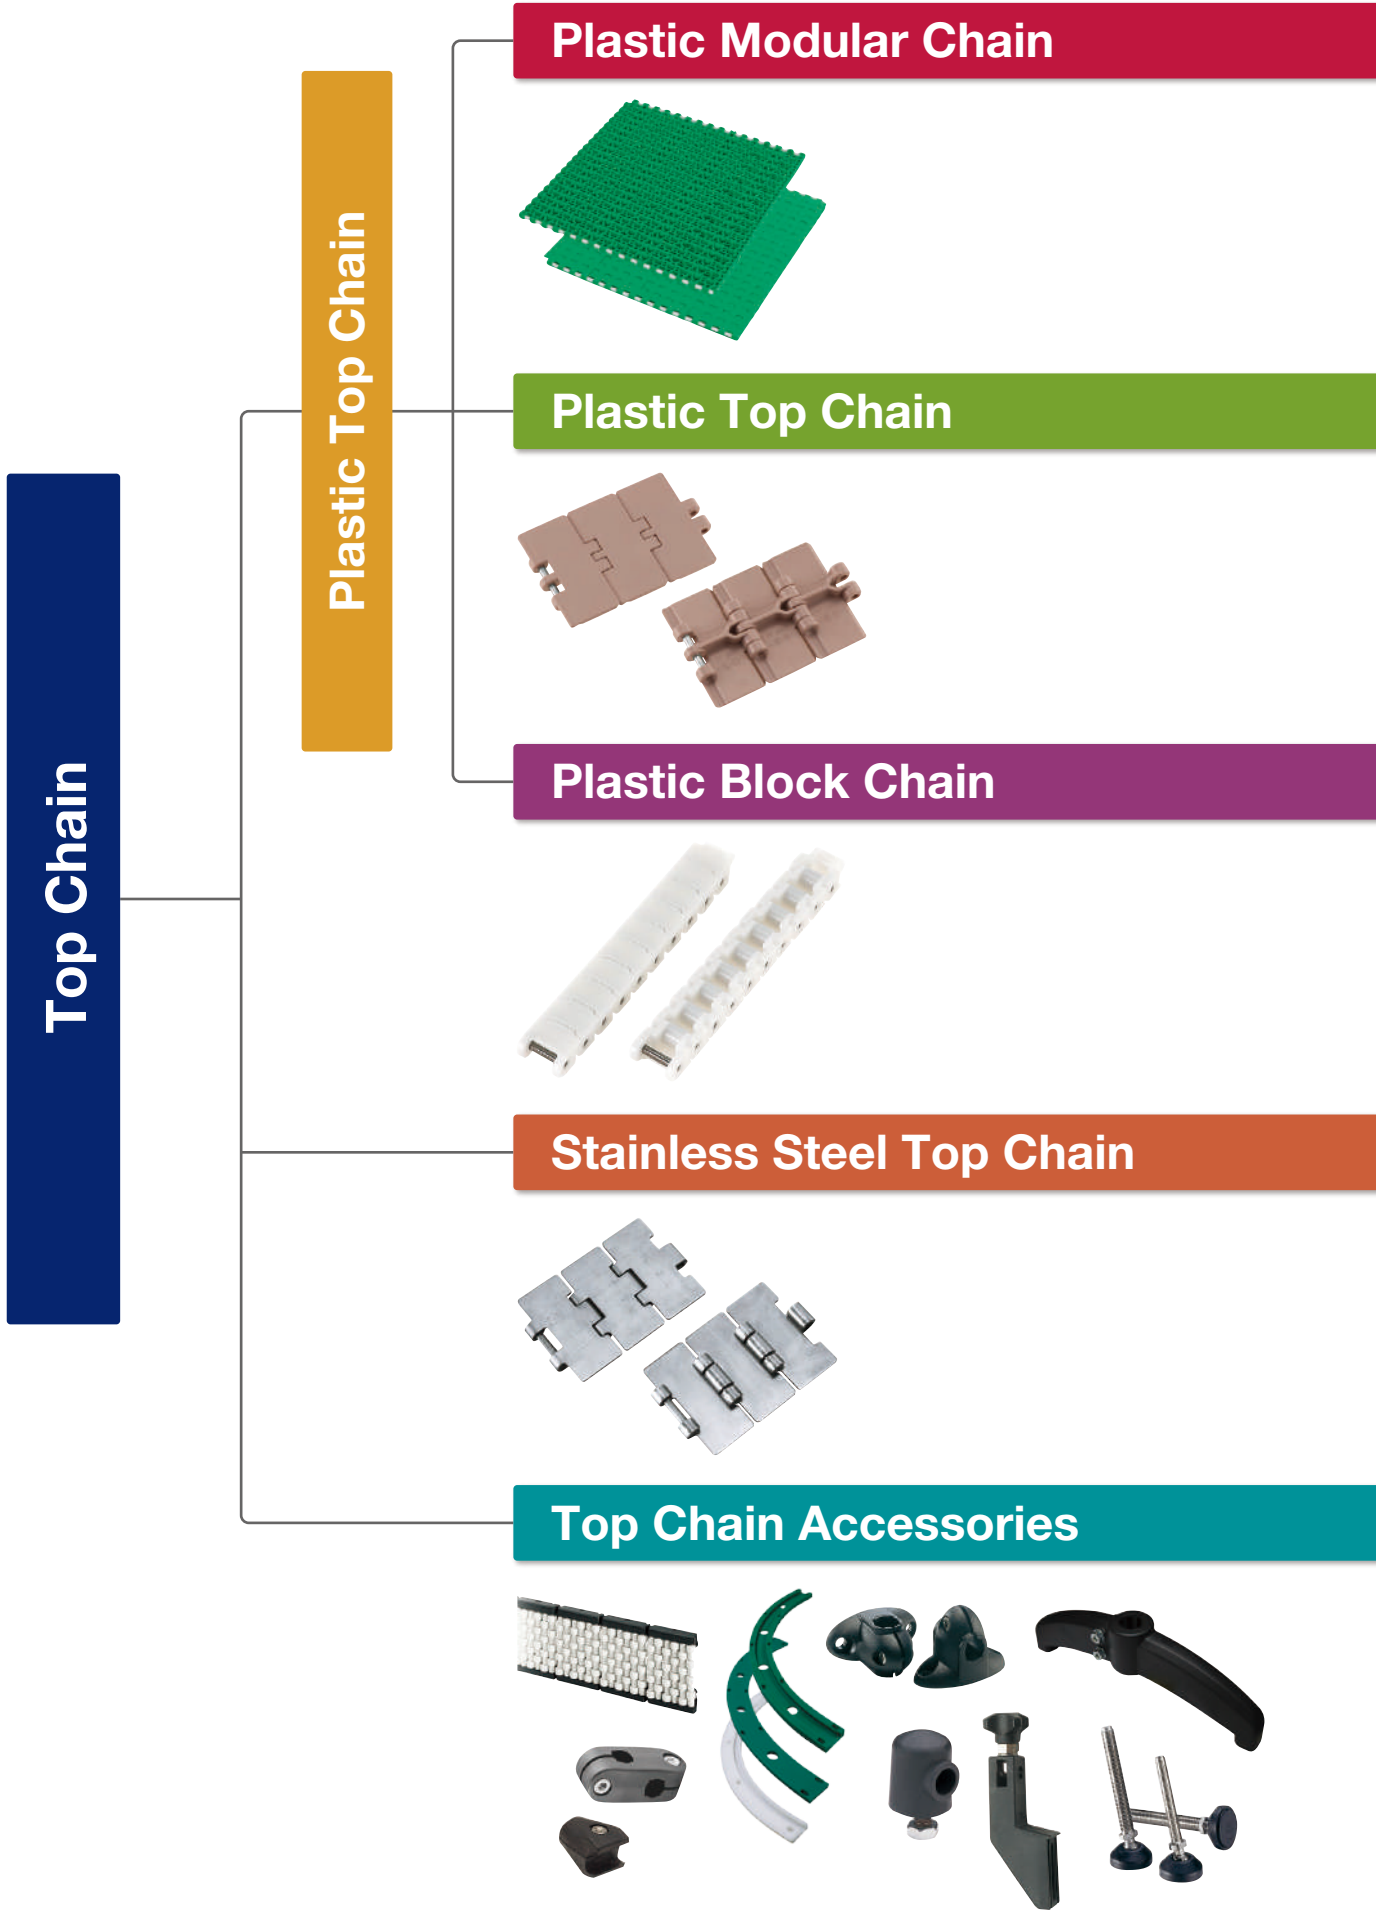 Top Chain
Plastic Top Chain
Plastic Modular Chain
Plastic Top Chain
Plastic Block Chain
Stainless Steel Top Chain
Top Chain Accessories